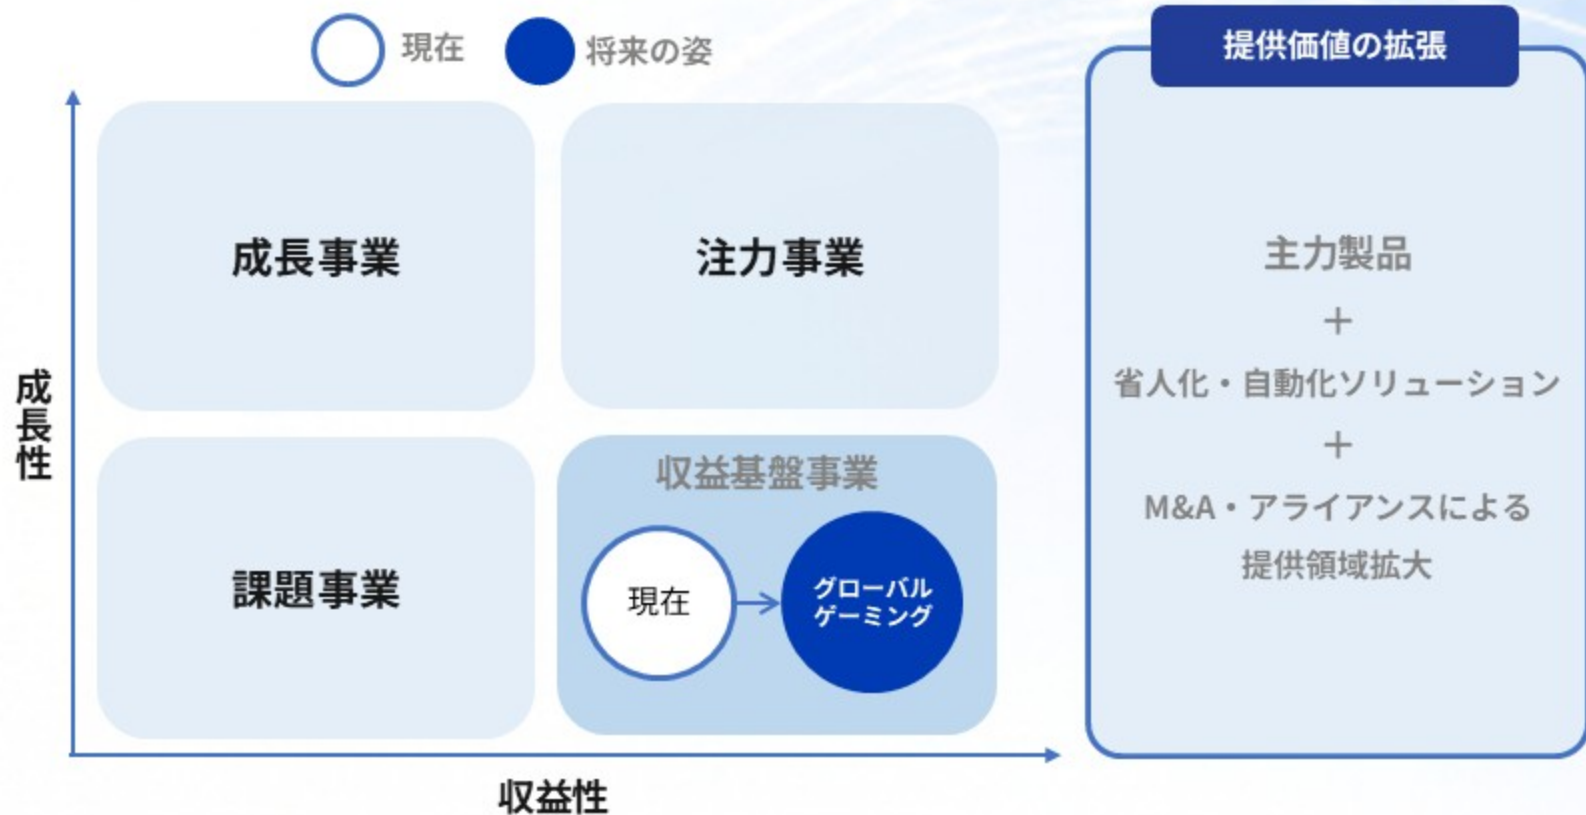 現在
将来の姿
提供価値の拡張
成長事業
注力事業
主力製品
+
省人化・自動化ソリューション
+
M&A・アライアンスによる
提供領域拡大
成長性
課題事業
収益基盤事業
現在
グローバル
ゲーミング
収益性